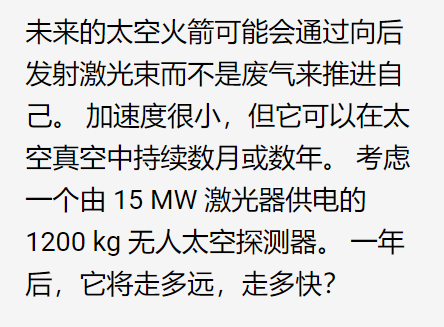 未来的太空火箭可能会通过向后
发射激光束而不是废气来推进自
己。 加速度很小，但它可以在太
空真空中持续数月或数年。 考虑
一个由 15 MW 激光器供电的
1200 kg 无人太空探测器。 一年
后，它将走多远，走多快？